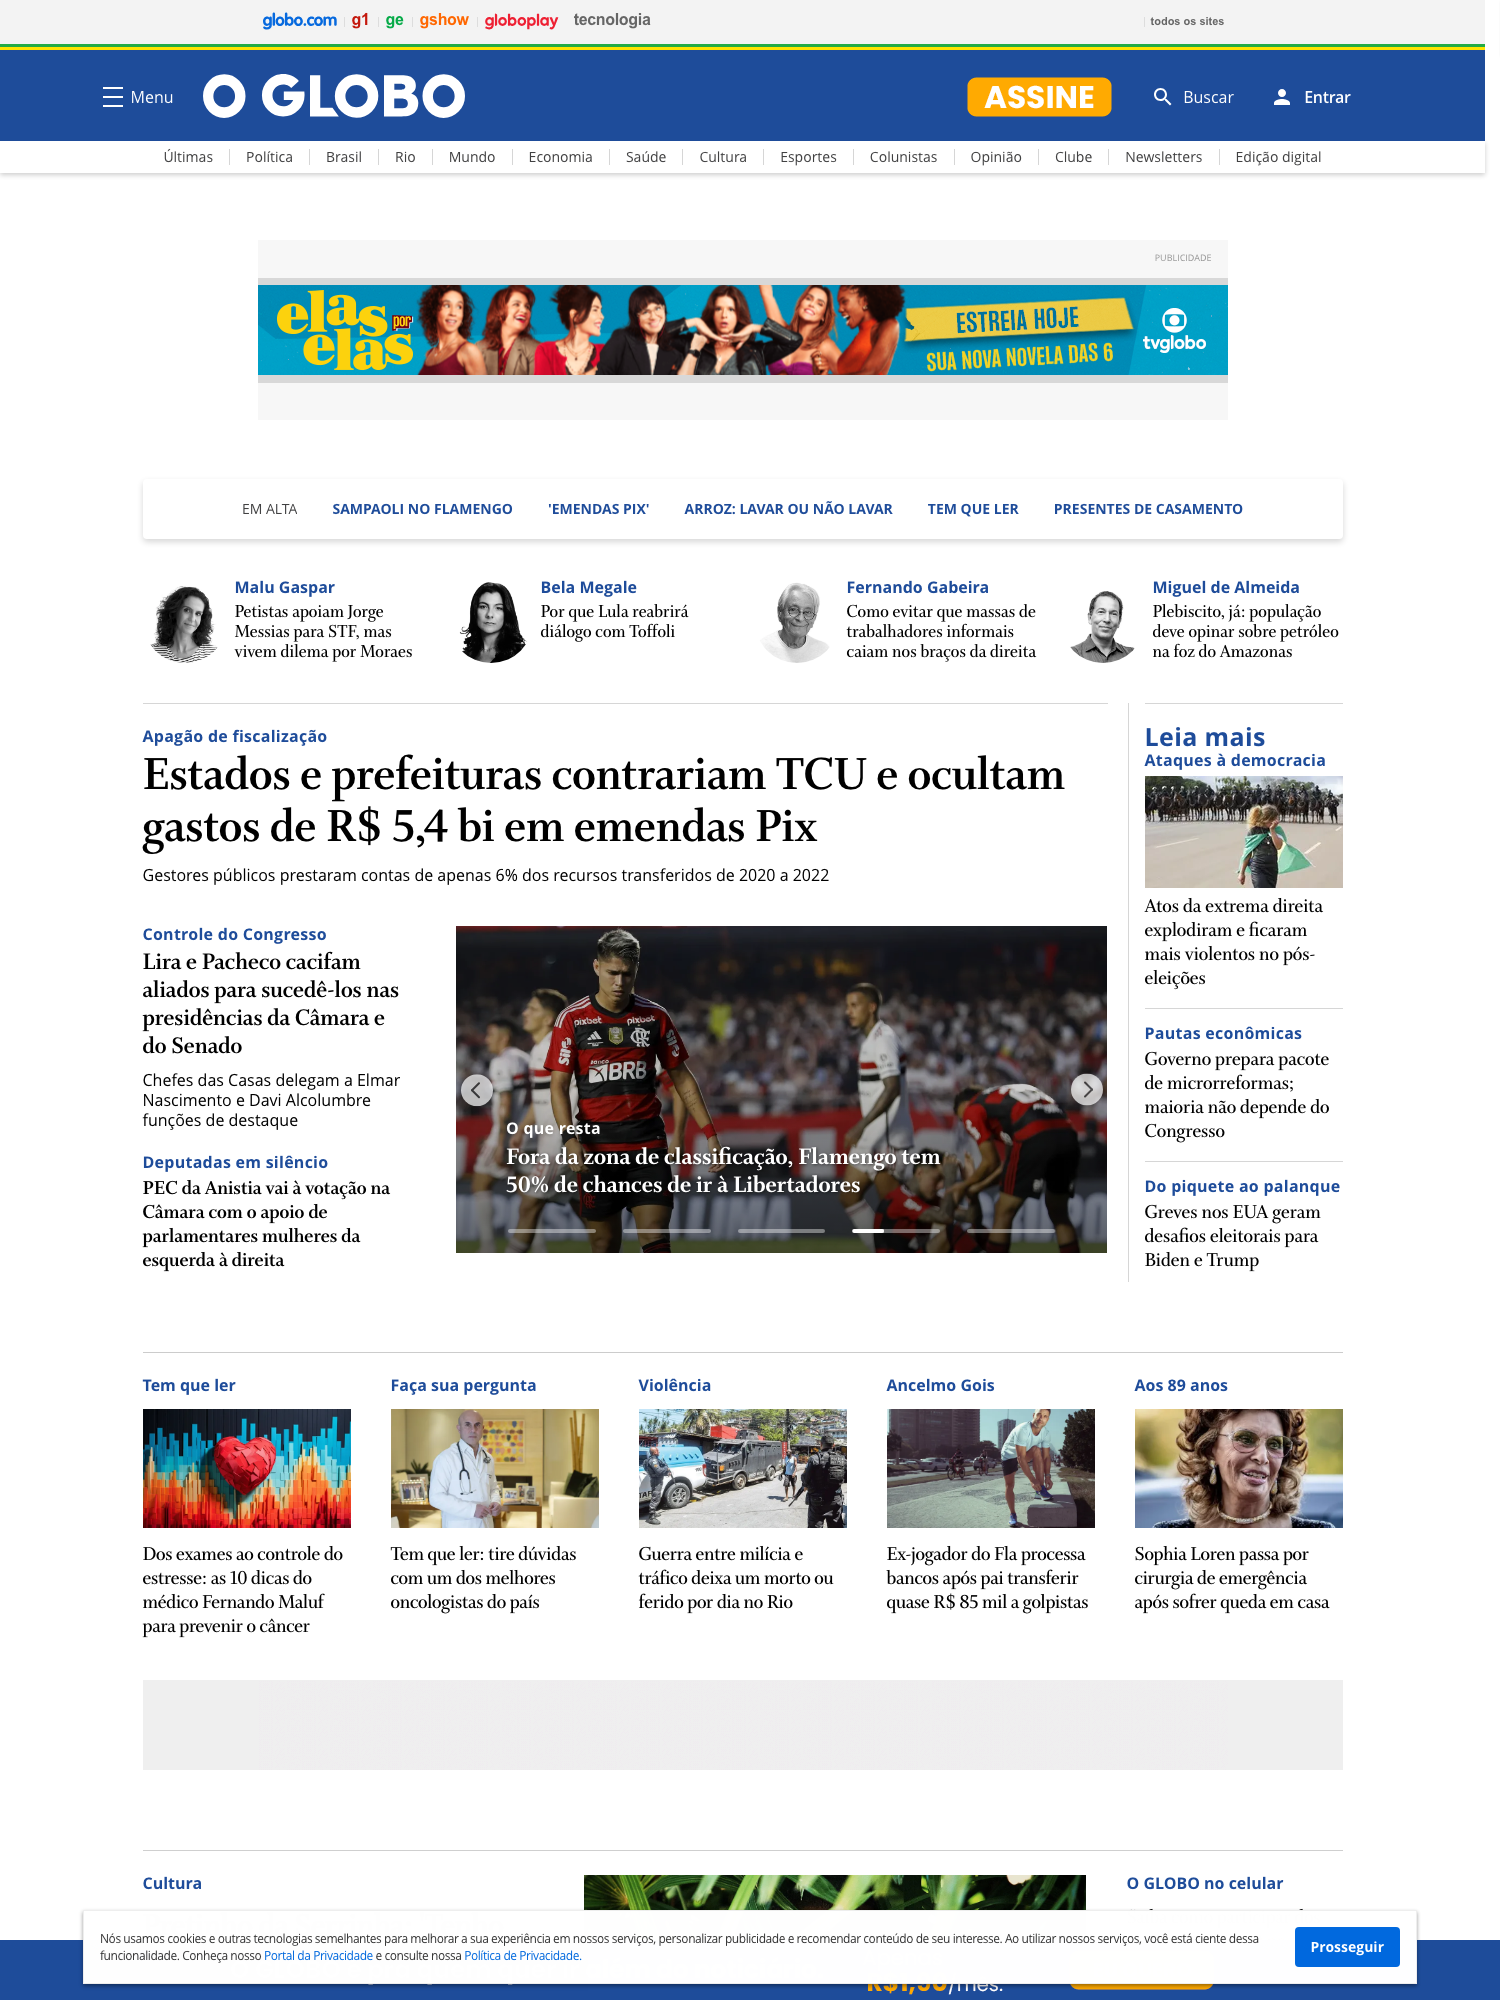 globo.com g1 ge gshow globoplay tecnologia todos os sites
Menu O GLOBO ASSINE Buscar Entrar
Últimas Política Brasil Rio Mundo Economia Saúde Cultura Esportes Colunistas Opinião Clube Newsletters Edição digital
PUBLICIDADE
elas por elas
ESTREIA HOJE
SUA NOVA NOVELA DAS 6
tvglobo
EM ALTA SAMPAOLI NO FLAMENGO 'EMENDAS PIX' ARROZ: LAVAR OU NÃO LAVAR TEM QUE LER PRESENTES DE CASAMENTO
Malu Gaspar
Petistas apoiam Jorge
Messias para STF, mas
vivem dilema por Moraes
Bela Megale
Por que Lula reabrirá
diálogo com Toffoli
Fernando Gabeira
Como evitar que massas de
trabalhadores informais
caiam nos braços da direita
Miguel de Almeida
Plebiscito, já: população
deve opinar sobre petróleo
na foz do Amazonas
Apagão de fiscalização
Estados e prefeituras contrariam TCU e ocultam
gastos de R$ 5,4 bi em emendas Pix
Gestores públicos prestaram contas de apenas 6% dos recursos transferidos de 2020 a 2022
Controle do Congresso
Lira e Pacheco cacifam
aliados para sucedê-los nas
presidências da Câmara e
do Senado
Chefes das Casas delegam a Elmar
Nascimento e Davi Alcolumbre
funções de destaque
Deputadas em silêncio
PEC da Anistia vai à votação na
Câmara com o apoio de
parlamentares mulheres da
esquerda à direita
pixbet pixbet
BRB
O que resta
Fora da zona de classificação, Flamengo tem
50% de chances de ir à Libertadores
Leia mais
Ataques à democracia
Atos da extrema direita
explodiram e ficaram
mais violentos no pós-
eleições
Pautas econômicas
Governo prepara pacote
de microrreformas;
maioria não depende do
Congresso
Do piquete ao palanque
Greves nos EUA geram
desafios eleitorais para
Biden e Trump
Tem que ler
Dos exames ao controle do
estresse: as 10 dicas do
médico Fernando Maluf
para prevenir o câncer
Faça sua pergunta
Tem que ler: tire dúvidas
com um dos melhores
oncologistas do país
Violência
Guerra entre milícia e
tráfico deixa um morto ou
ferido por dia no Rio
Ancelmo Gois
Ex-jogador do Fla processa
bancos após pai transferir
quase R$ 85 mil a golpistas
Aos 89 anos
Sophia Loren passa por
cirurgia de emergência
após sofrer queda em casa
Cultura
O GLOBO no celular
Nós usamos cookies e outras tecnologias semelhantes para melhorar a sua experiência em nossos serviços, personalizar publicidade e recomendar conteúdo de seu interesse. Ao utilizar nossos serviços, você está ciente dessa
funcionalidade. Conheça nosso Portal da Privacidade e consulte nossa Política de Privacidade.
Prosseguir